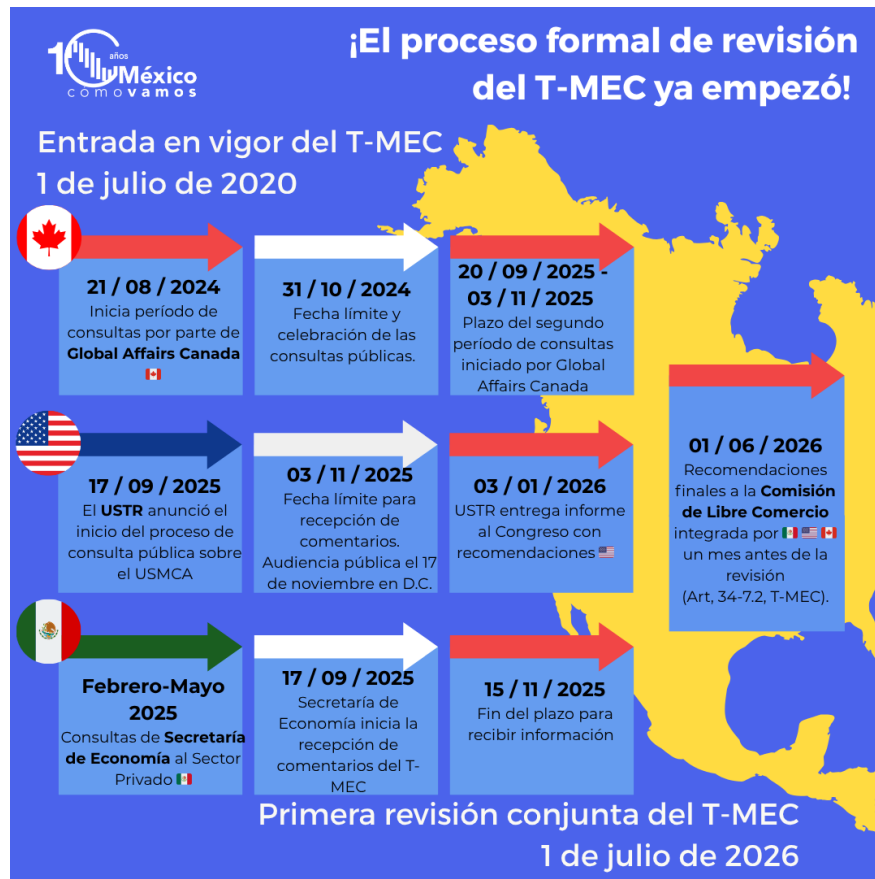 10 años
México
comovamos
¡El proceso formal de revisión
del T-MEC ya empezó!
Entrada en vigor del T-MEC
1 de julio de 2020
21 / 08 / 2024
Inicia período de
consultas por parte de
Global Affairs Canada
31 / 10 / 2024
Fecha límite y
celebración de las
consultas públicas.
20 / 09 / 2025 -
03 / 11 / 2025
Plazo del segundo
período de consultas
iniciado por Global
Affairs Canada
17 / 09 / 2025
El USTR anunció el
inicio del proceso de
consulta pública sobre
el USMCA
03 / 11 / 2025
Fecha límite para
recepción de
comentarios.
Audiencia pública el 17
de noviembre en D.C.
03 / 01 / 2026
USTR entrega informe
al Congreso con
recomendaciones
01 / 06 / 2026
Recomendaciones
finales a la Comisión
de Libre Comercio
integrada por
un mes antes de la
revisión
(Art, 34-7.2, T-MEC).
Febrero-Mayo
2025
Consultas de Secretaría
de Economía al Sector
Privado
17 / 09 / 2025
Secretaría de
Economía inicia la
recepción de
comentarios del T-
MEC
15 / 11 / 2025
Fin del plazo para
recibir información
Primera revisión conjunta del T-MEC
1 de julio de 2026